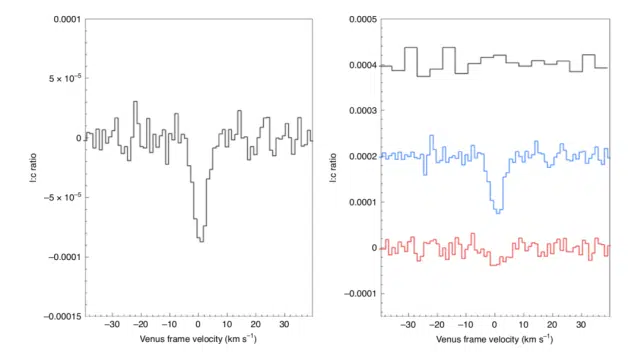 0.0001
5 × 10⁻⁵
0
−5 × 10⁻⁵
−0.0001
−0.00015
l:c ratio
−30 −20 −10 0 10 20 30
Venus frame velocity (km s⁻¹)
0.0005
0.0004
0.0003
0.0002
0.0001
0
−0.0001
l:c ratio
−30 −20 −10 0 10 20 30
Venus frame velocity (km s⁻¹)